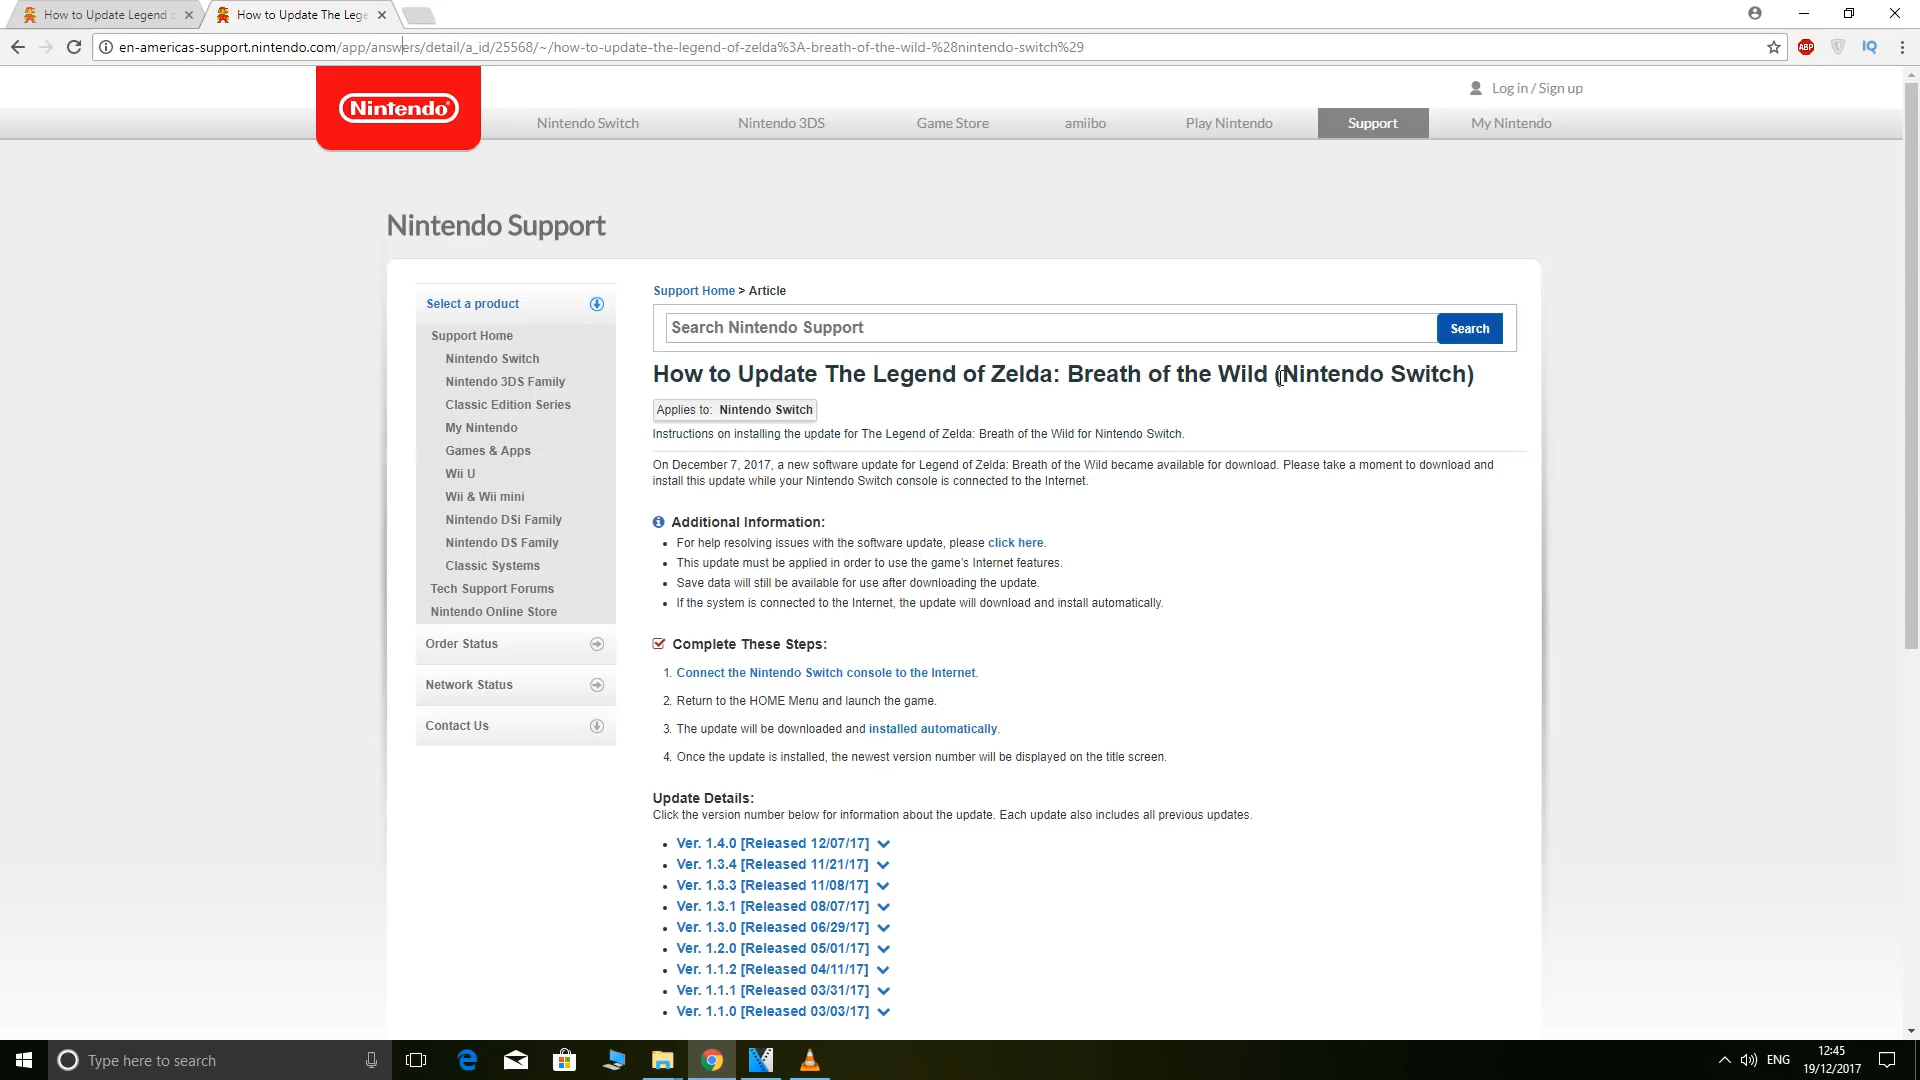 How to Update Legend o
How to Update The Lege
en-americas-support.nintendo.com/app/answers/detail/a_id/25568/~/how-to-update-the-legend-of-zelda%3A-breath-of-the-wild-%28nintendo-switch%29
ABP
IQ
Nintendo
Log in / Sign up
Nintendo Switch
Nintendo 3DS
Game Store
amiibo
Play Nintendo
Support
My Nintendo
Nintendo Support
Select a product
Support Home
Nintendo Switch
Nintendo 3DS Family
Classic Edition Series
My Nintendo
Games & Apps
Wii U
Wii & Wii mini
Nintendo DSi Family
Nintendo DS Family
Classic Systems
Tech Support Forums
Nintendo Online Store
Order Status
Network Status
Contact Us
Support Home > Article
Search Nintendo Support
Search
How to Update The Legend of Zelda: Breath of the Wild (Nintendo Switch)
Applies to: Nintendo Switch
Instructions on installing the update for The Legend of Zelda: Breath of the Wild for Nintendo Switch.
On December 7, 2017, a new software update for Legend of Zelda: Breath of the Wild became available for download. Please take a moment to download and
install this update while your Nintendo Switch console is connected to the Internet.
Additional Information:
• For help resolving issues with the software update, please click here.
• This update must be applied in order to use the game's Internet features.
• Save data will still be available for use after downloading the update.
• If the system is connected to the Internet, the update will download and install automatically.
Complete These Steps:
1. Connect the Nintendo Switch console to the Internet.
2. Return to the HOME Menu and launch the game.
3. The update will be downloaded and installed automatically.
4. Once the update is installed, the newest version number will be displayed on the title screen.
Update Details:
Click the version number below for information about the update. Each update also includes all previous updates.
• Ver. 1.4.0 [Released 12/07/17]
• Ver. 1.3.4 [Released 11/21/17]
• Ver. 1.3.3 [Released 11/08/17]
• Ver. 1.3.1 [Released 08/07/17]
• Ver. 1.3.0 [Released 06/29/17]
• Ver. 1.2.0 [Released 05/01/17]
• Ver. 1.1.2 [Released 04/11/17]
• Ver. 1.1.1 [Released 03/31/17]
• Ver. 1.1.0 [Released 03/03/17]
Type here to search
ENG
12:45
19/12/2017